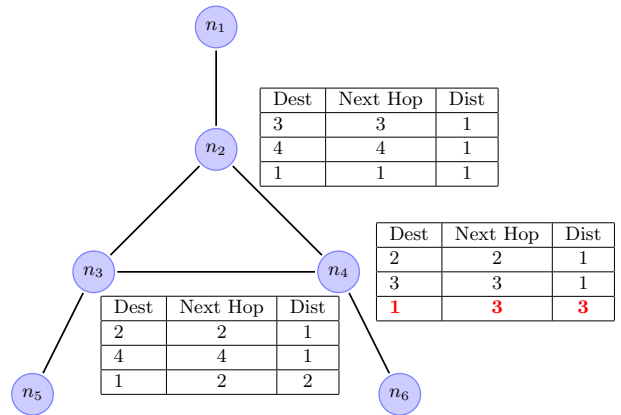 n1
Dest Next Hop Dist
3 3 1
4 4 1
1 1 1
n2
Dest Next Hop Dist
2 2 1
3 3 1
1 3 3
n3
n4
Dest Next Hop Dist
2 2 1
4 4 1
1 2 2
n5
n6